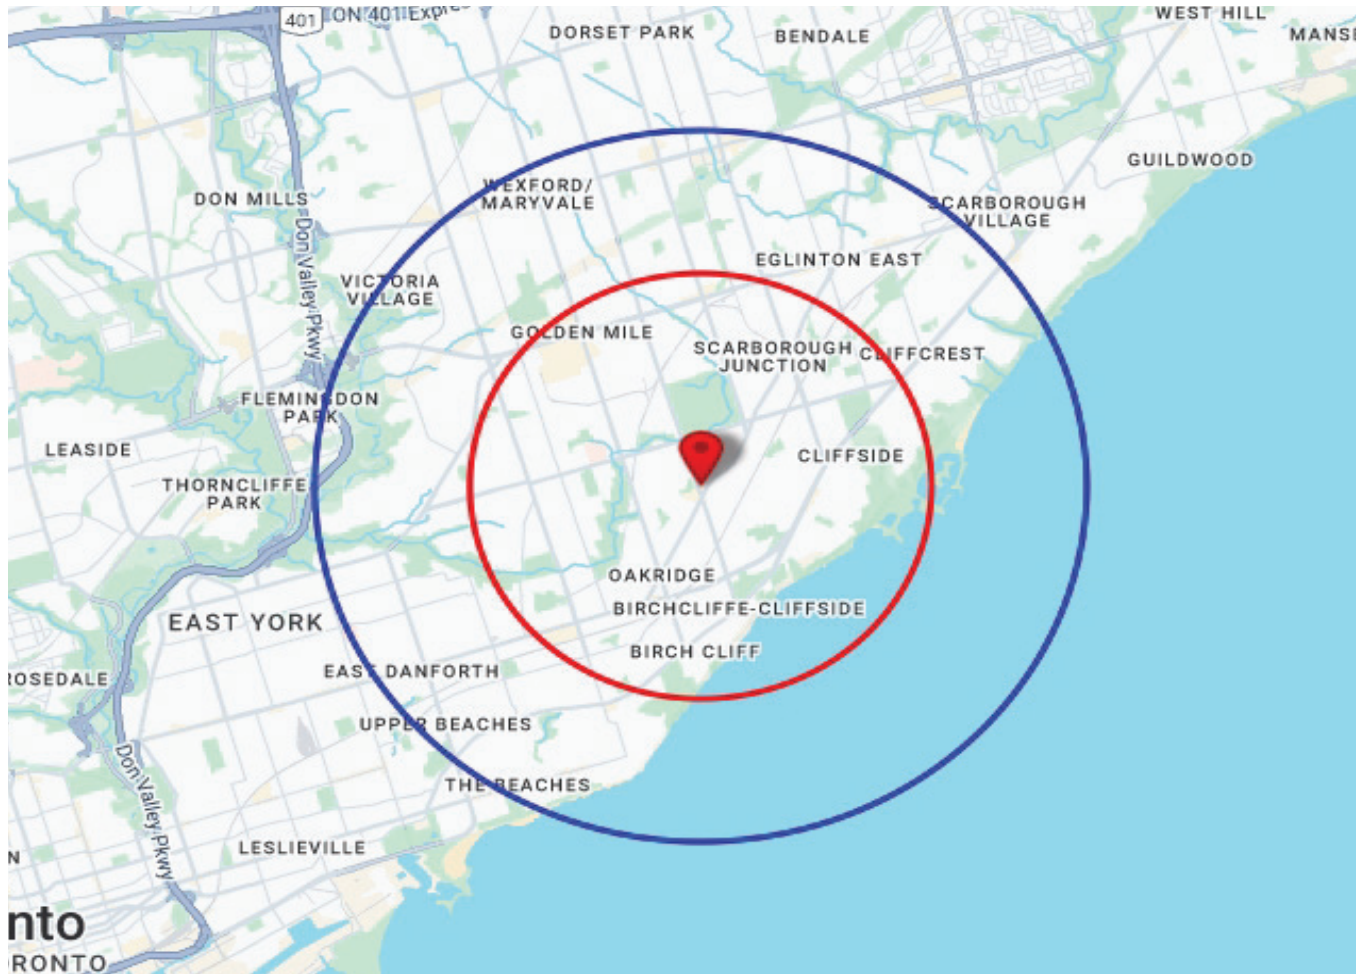 401
ON 401 Express
DORSET PARK
BENDALE
WEST HILL
MANSE
GUILDWOOD
DON MILLS
WEXFORD/
MARYVALE
SCARBOROUGH
VILLAGE
Don Valley Pkwy
EGLINTON EAST
VICTORIA
VILLAGE
GOLDEN MILE
SCARBOROUGH
JUNCTION
CLIFFCREST
FLEMINGDON
PARK
LEASIDE
CLIFFSIDE
THORNCLIFFE
PARK
OAKRIDGE
BIRCHCLIFFE-CLIFFSIDE
EAST YORK
BIRCH CLIFF
EAST DANFORTH
ROSEDALE
UPPER BEACHES
Don Valley Pkwy
THE BEACHES
LESLIEVILLE
N
nto
RONTO